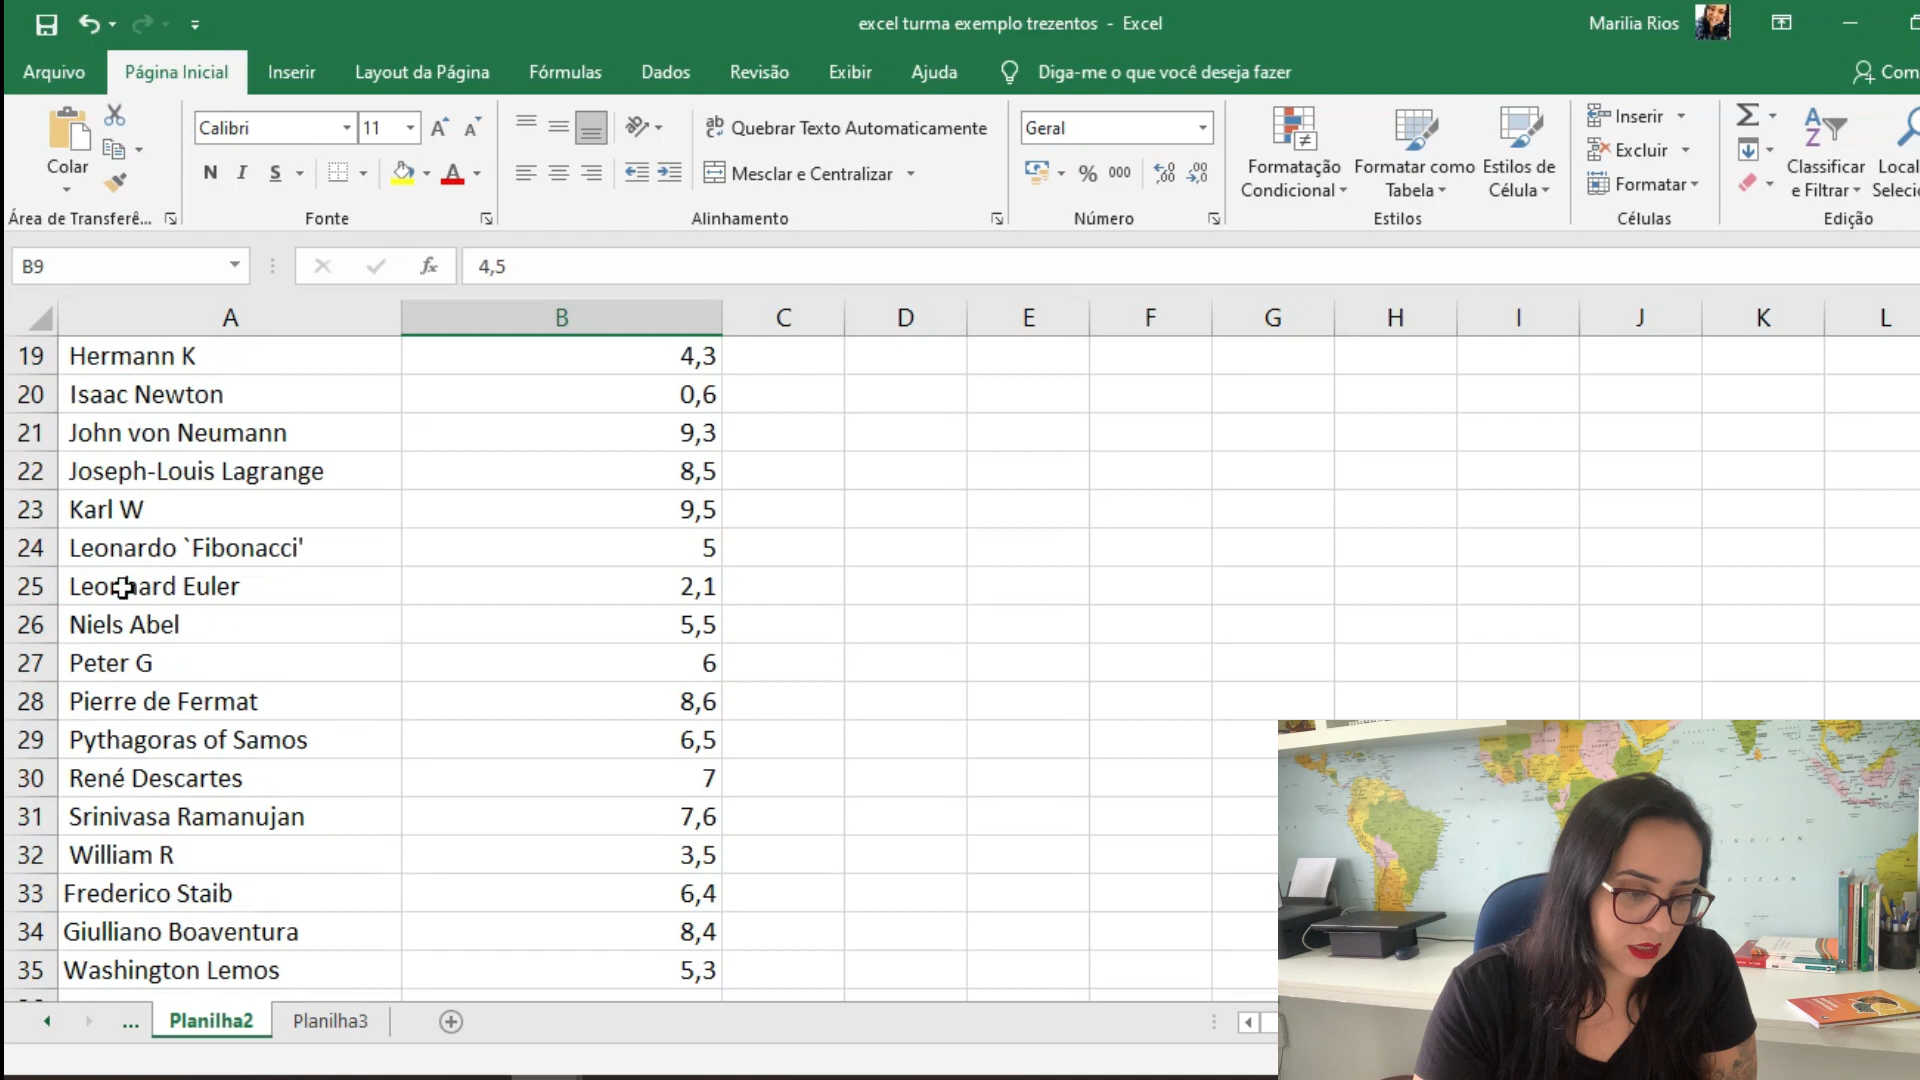 excel turma exemplo trezentos - Excel
Marilia Rios
Arquivo
Página Inicial
Inserir
Layout da Página
Fórmulas
Dados
Revisão
Exibir
Ajuda
Diga-me o que você deseja fazer
Com
Colar
Área de Transferê...
Calibri
11
N I S
Fonte
Quebrar Texto Automaticamente
Mesclar e Centralizar
Alinhamento
Geral
% 000
Número
Formatação Condicional
Formatar como Tabela
Estilos de Célula
Estilos
Inserir
Excluir
Formatar
Células
Classificar e Filtrar
Local
Seleci
Edição
B9
fx
4,5
A B C D E F G H I J K L
19 Hermann K 4,3
20 Isaac Newton 0,6
21 John von Neumann 9,3
22 Joseph-Louis Lagrange 8,5
23 Karl W 9,5
24 Leonardo `Fibonacci' 5
25 Leonhard Euler 2,1
26 Niels Abel 5,5
27 Peter G 6
28 Pierre de Fermat 8,6
29 Pythagoras of Samos 6,5
30 René Descartes 7
31 Srinivasa Ramanujan 7,6
32 William R 3,5
33 Frederico Staib 6,4
34 Giulliano Boaventura 8,4
35 Washington Lemos 5,3
...
Planilha2
Planilha3